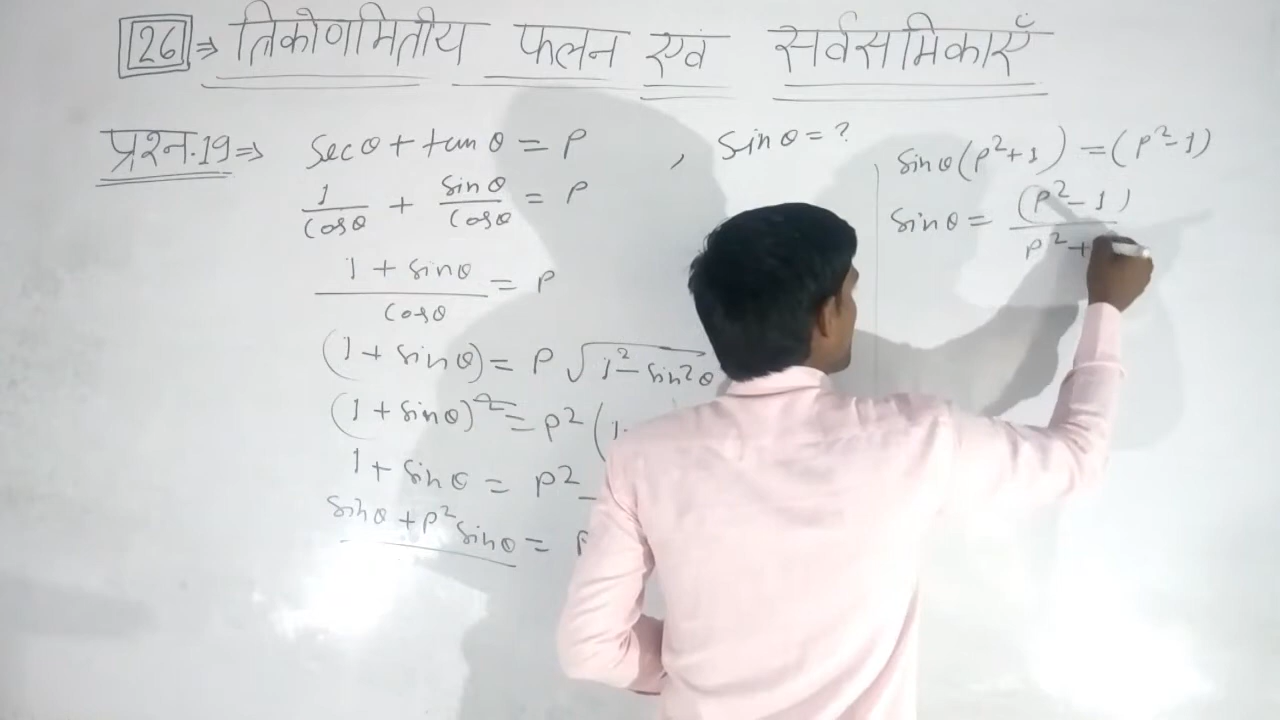 26 ⇒ त्रिकोणमितीय फलन एवं सर्वसमिकाएँ
प्रश्न.19 ⇒ secθ + tanθ = P , sinθ = ?
1/cosθ + sinθ/cosθ = P
1 + sinθ / cosθ = P
(1 + sinθ) = P √1² - sin²θ
(1 + sinθ)² = P² (1-
1 + sinθ = P² -
sinθ + P² sinθ = P
sinθ (P² + 1) = (P² - 1)
sinθ = (P² - 1) / P² +